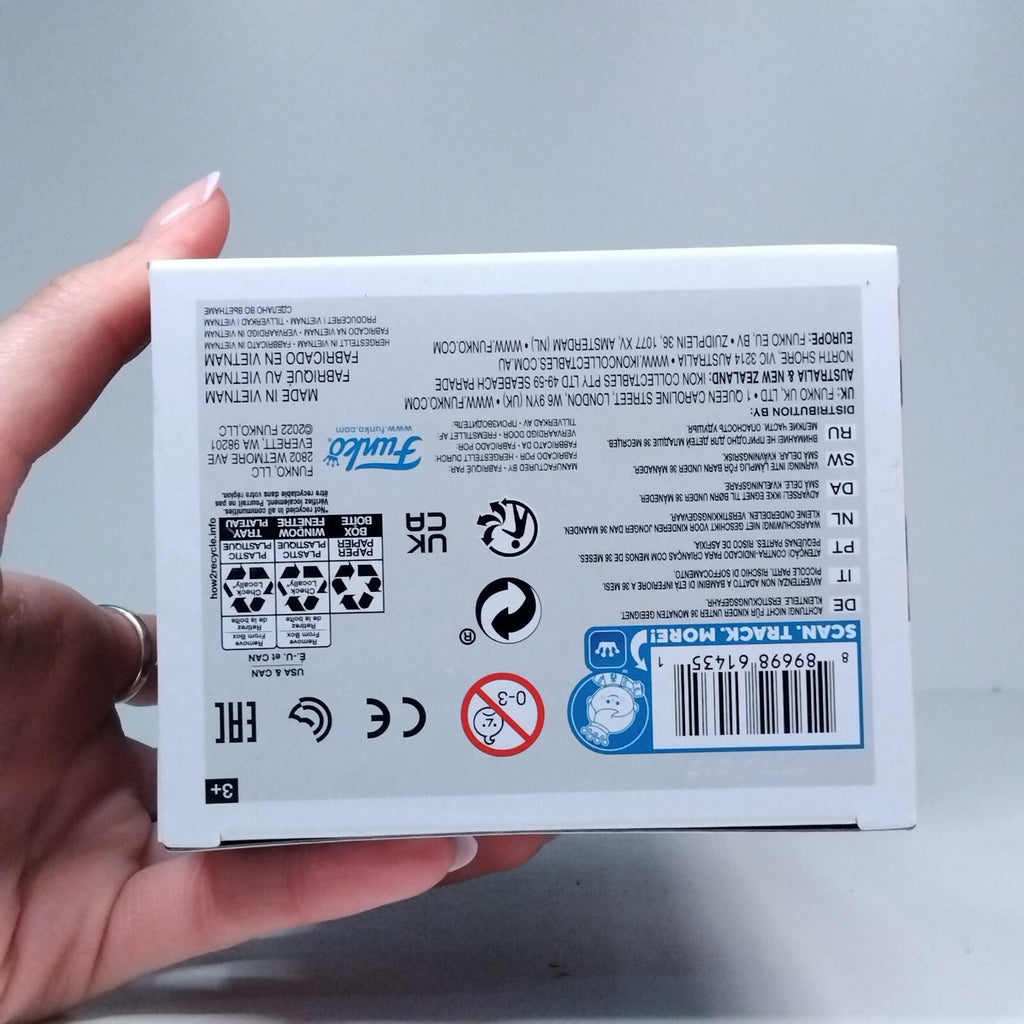 3+
8 89698 61435 1
SCAN. TRACK. MORE!
0-3
CE
EAC
USA & CAN
É.-U. et CAN
Remove From Box
Retirez de la boîte
Remove From Box
Retirez de la boîte
Check Locally*
Check Locally*
PAPER
PAPIER
BOX
BOÎTE
PLASTIC
PLASTIQUE
WINDOW
FENÊTRE
PLASTIC
PLASTIQUE
TRAY
PLATEAU
how2recycle.info
*Not recycled in all communities.
Vérifiez localement. Pourrait ne pas
être recyclable dans votre région.
®
UK
CA
DE ACHTUNG! NICHT FÜR KINDER UNTER 36 MONATEN GEEIGNET.
KLEINTEILE. ERSTICKUNGSGEFAHR.
IT AVVERTENZA! NON ADATTO A BAMBINI DI ETÀ INFERIORE 36 MESI.
PICCOLE PARTI. RISCO DI SOFFOCAMENTO.
PT ATENÇÃO! CONTRA-INDICADO PARA CRIANÇAS COM MENOS DE 36 MESES.
PEQUENAS PARTES. RISCO DE ASFIXIA.
NL WAARSCHUWING! NIET GESCHIKT VOOR KINDEREN JONGER DAN 36 MAANDEN.
KLEINE ONDERDELEN. VERSTIKKINGSGEVAAR.
DA ADVARSEL! IKKE EGNET TIL BØRN UNDER 36 MÅNEDER.
SMÅ DELE. KVÆLNINGSFARE.
SW VARNING! INTE LÄMPLIG FÖR BARN UNDER 36 MÅNADER.
SMÅ DELAR. KVÄVNINGSRISK.
RU ВНИМАНИЕ! НЕ ПРИГОДНО ДЛЯ ДЕТЕЙ МЛАДШЕ 36 МЕСЯЦЕВ.
МЕЛКИЕ ЧАСТИ. ОПАСНОСТЬ УДУШЬЯ.
MANUFACTURED BY • FABRIQUÉ PAR:
FABRICADO POR • HERGESTELLT DURCH:
FABBRICATO DA • FABRICADO POR:
VERVAARDIGD DOOR • FREMSTILLET AF:
TILLVERKAD AV • ПРОИЗВОДИТЕЛЬ:
Funko
www.funko.com
FUNKO, LLC
2802 WETMORE AVE
EVERETT, WA 98201
©2022 FUNKO, LLC
DISTRIBUTION BY:
UK: FUNKO UK, LTD • 1 QUEEN CAROLINE STREET, LONDON, W6 9YN (UK) • WWW.FUNKO.COM
AUSTRALIA & NEW ZEALAND: IKON COLLECTABLES PTY LTD 49-59 SEABEACH PARADE
NORTH SHORE, VIC 3214 AUSTRALIA • WWW.IKONCOLLECTABLES.COM.AU
EUROPE: FUNKO EU, BV • ZUIDPLEIN 36, 1077 XV, AMSTERDAM (NL) • WWW.FUNKO.COM
MADE IN VIETNAM
FABRIQUÉ AU VIETNAM
FABRICADO EN VIETNAM
HERGESTELLT IN VIETNAM • FABBRICATO IN VIETNAM
FABRICADO NA VIETNAM • VERVAARDIGD IN VIETNAM
PRODUCERET I VIETNAM • TILLVERKAD I VIETNAM
СДЕЛАНО ВО ВЬЕТНАМЕ